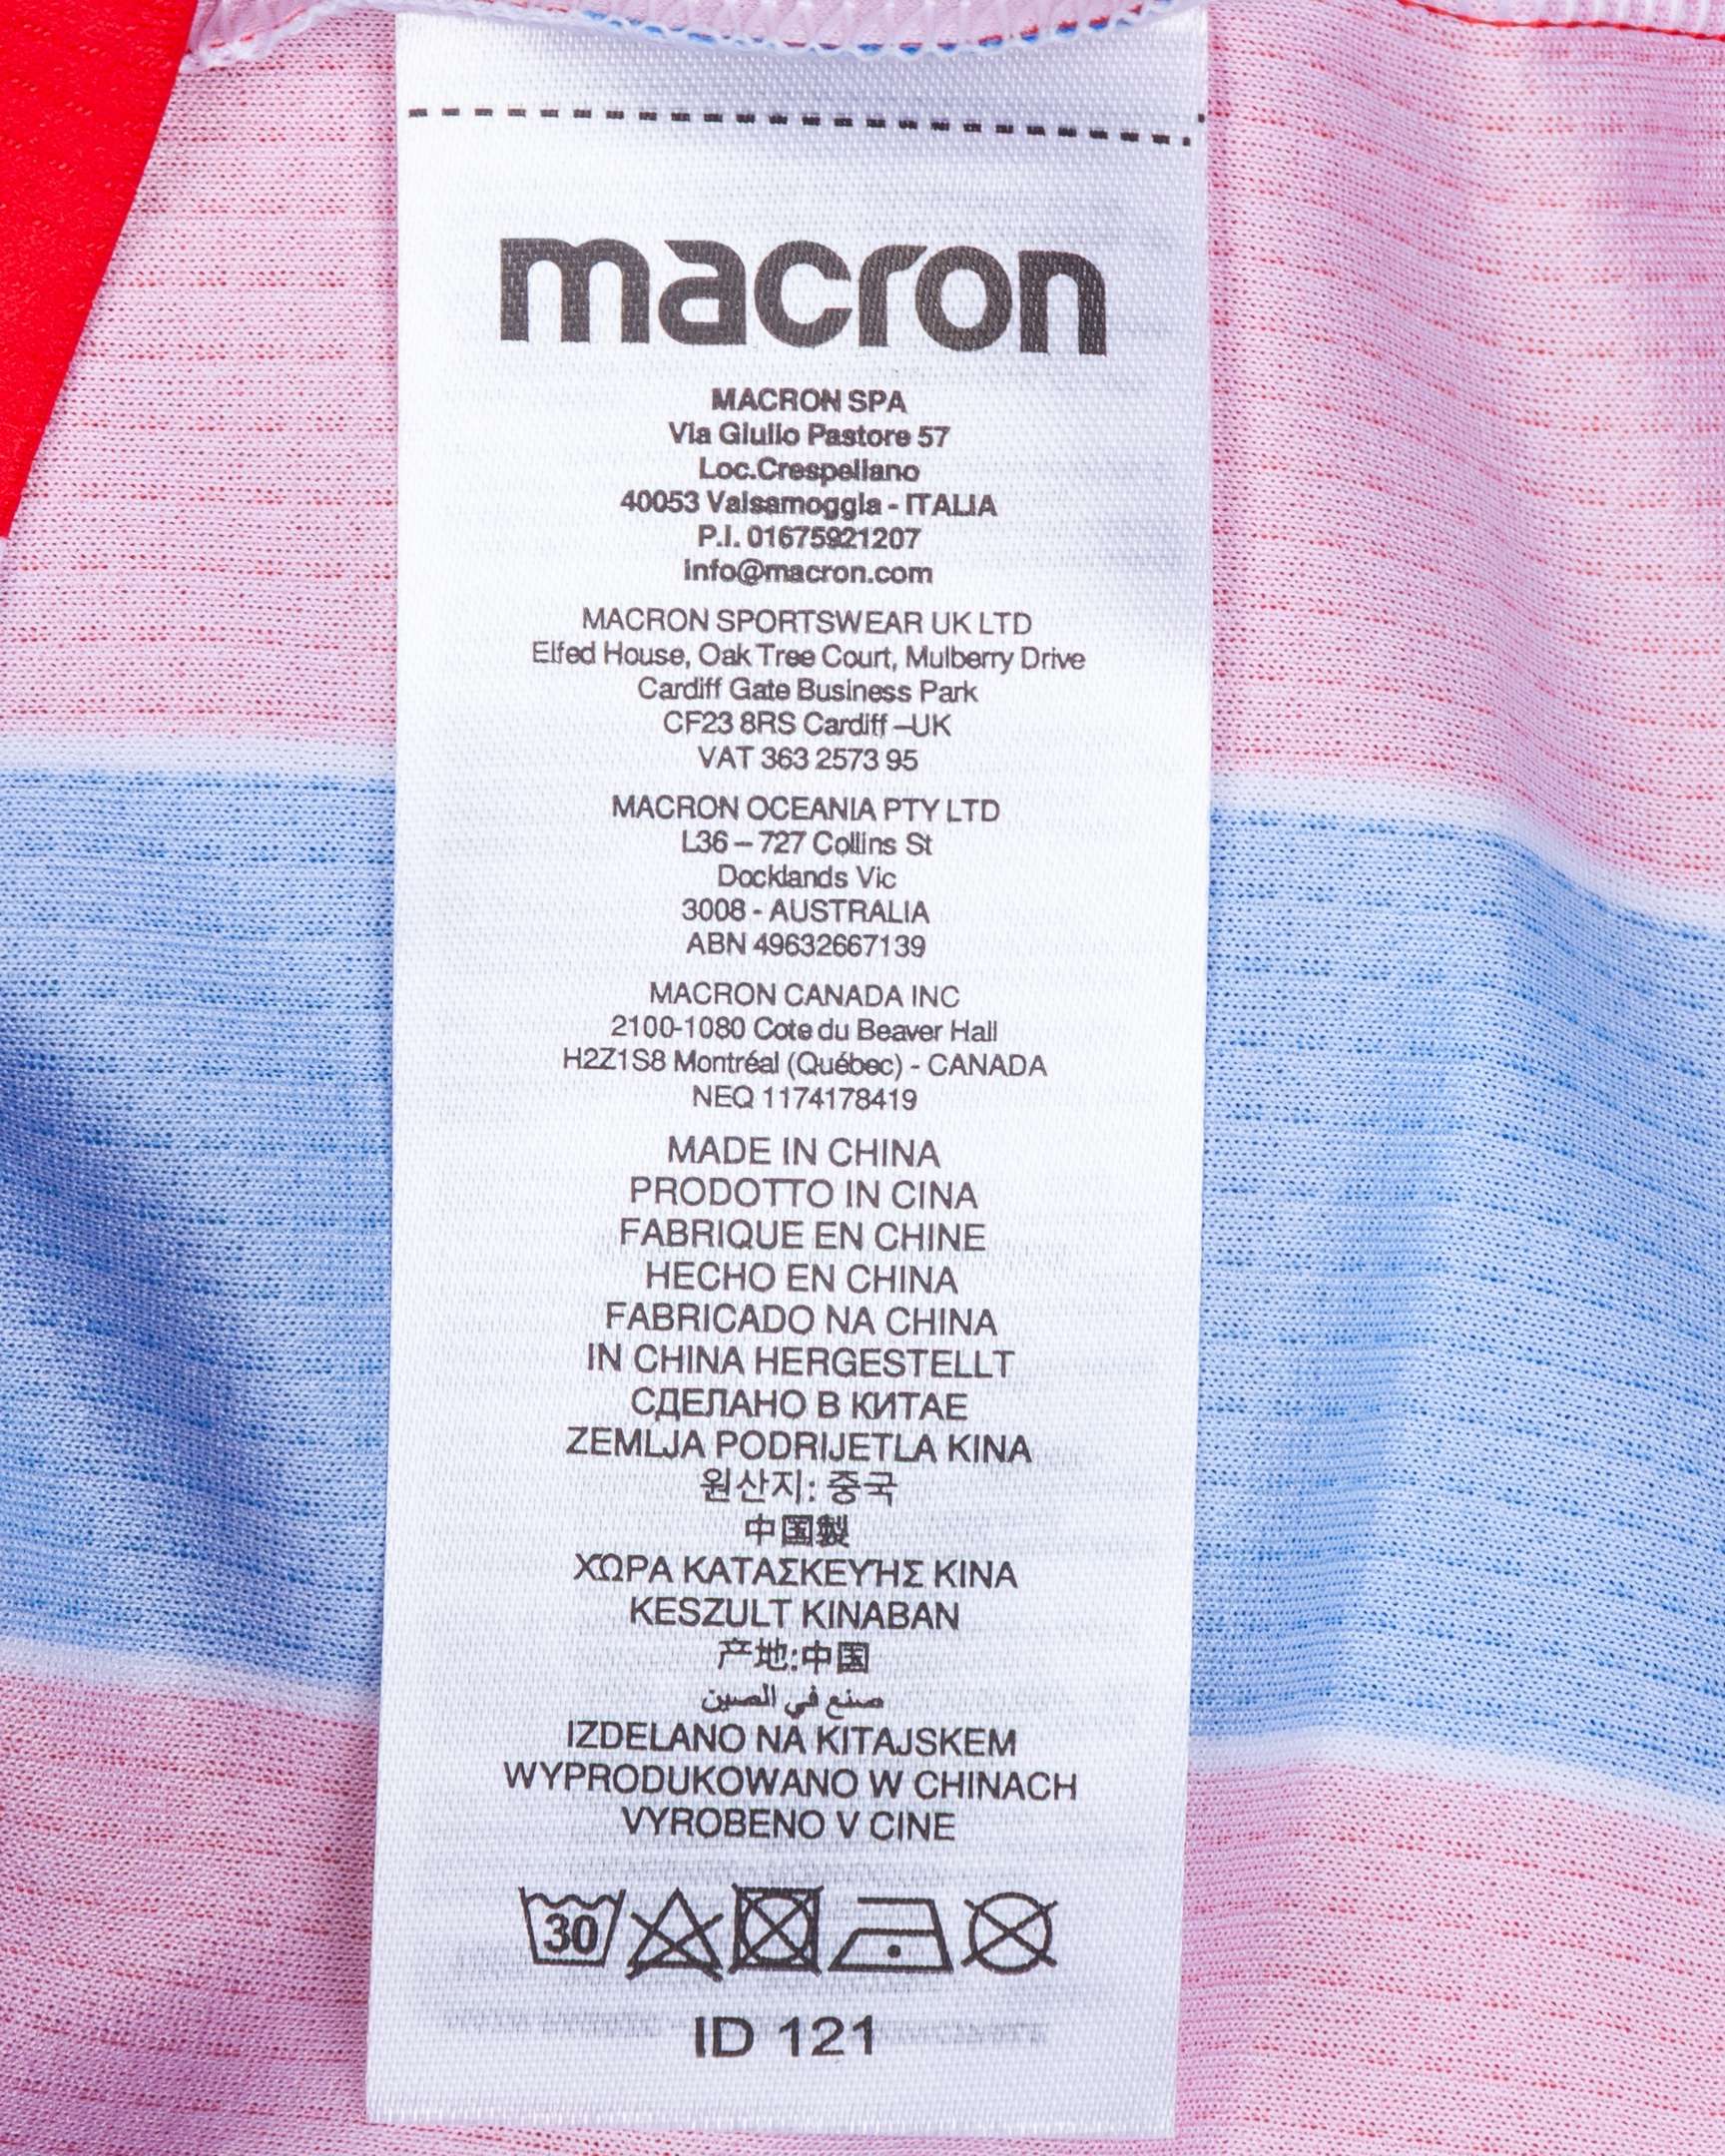 macron
MACRON SPA
Via Giulio Pastore 57
Loc.Crespellano
40053 Valsamoggia - ITALIA
P.I. 01675921207
info@macron.com
MACRON SPORTSWEAR UK LTD
Elfed House, Oak Tree Court, Mulberry Drive
Cardiff Gate Business Park
CF23 8RS Cardiff –UK
VAT 363 2573 95
MACRON OCEANIA PTY LTD
L36 – 727 Collins St
Docklands Vic
3008 - AUSTRALIA
ABN 49632667139
MACRON CANADA INC
2100-1080 Cote du Beaver Hall
H2Z1S8 Montréal (Québec) - CANADA
NEQ 1174178419
MADE IN CHINA
PRODOTTO IN CINA
FABRIQUE EN CHINE
HECHO EN CHINA
FABRICADO NA CHINA
IN CHINA HERGESTELLT
СДЕЛАНО В КИТАЕ
ZEMLJA PODRIJETLA KINA
원산지: 중국
中国製
ΧΩΡΑ ΚΑΤΑΣΚΕΥΉΣ ΚΙΝΑ
KESZULT KINABAN
产地:中国
صنع في الصين
IZDELANO NA KITAJSKEM
WYPRODUKOWANO W CHINACH
VYROBENO V CINE
30
ID 121